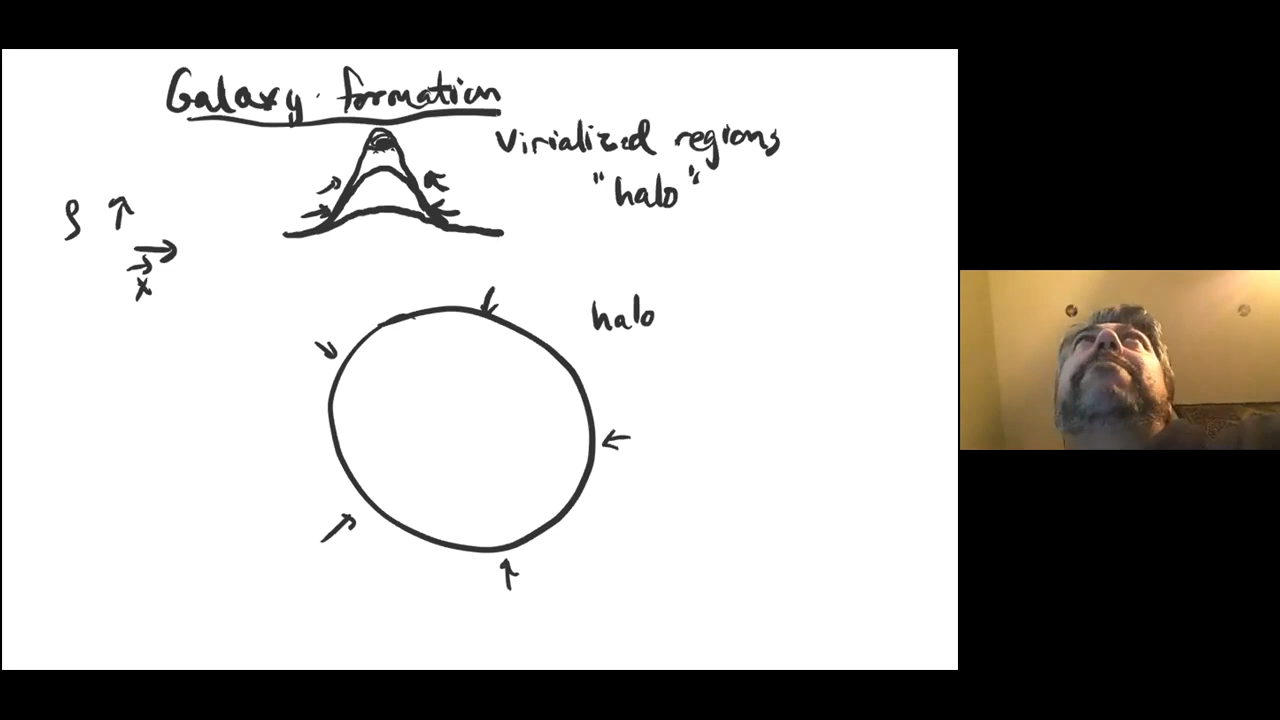 Galaxy formation
Virialized regions
"halo"
ρ
x
halo